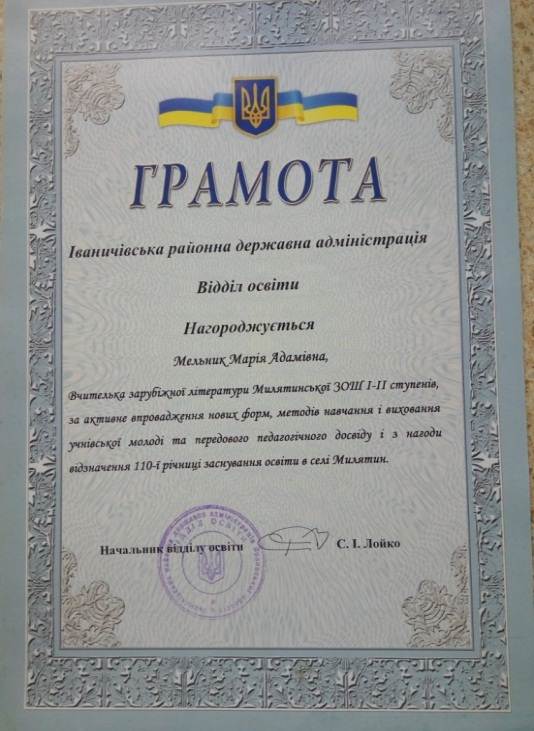 ГРАМОТА
Іваничівська районна державна адміністрація
Відділ освіти
Нагороджується
Мельник Марія Адамівна,
Вчителька зарубіжної літератури Милятинської ЗОШ І-ІІ ступенів,
за активне впровадження нових форм, методів навчання і виховання
учнівської молоді та передового педагогічного досвіду і з нагоди
відзначення 110-ї річниці заснування освіти в селі Милятин.
Начальник відділу освіти С. І. Лойко
ВІДДІЛ ОСВІТИ